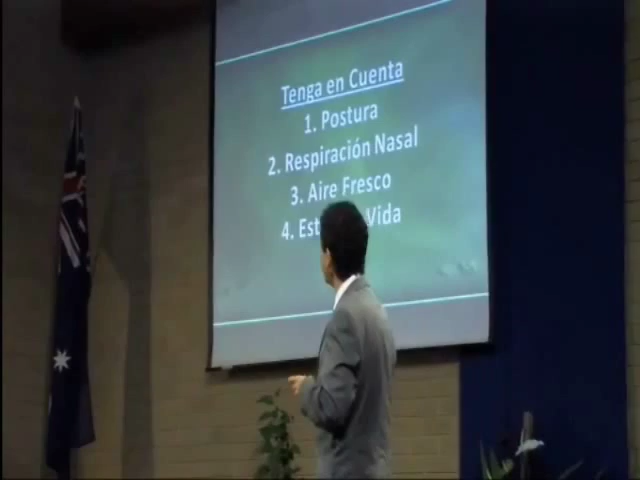 Tenga en Cuenta
1. Postura
2. Respiración Nasal
3. Aire Fresco
4. Vida